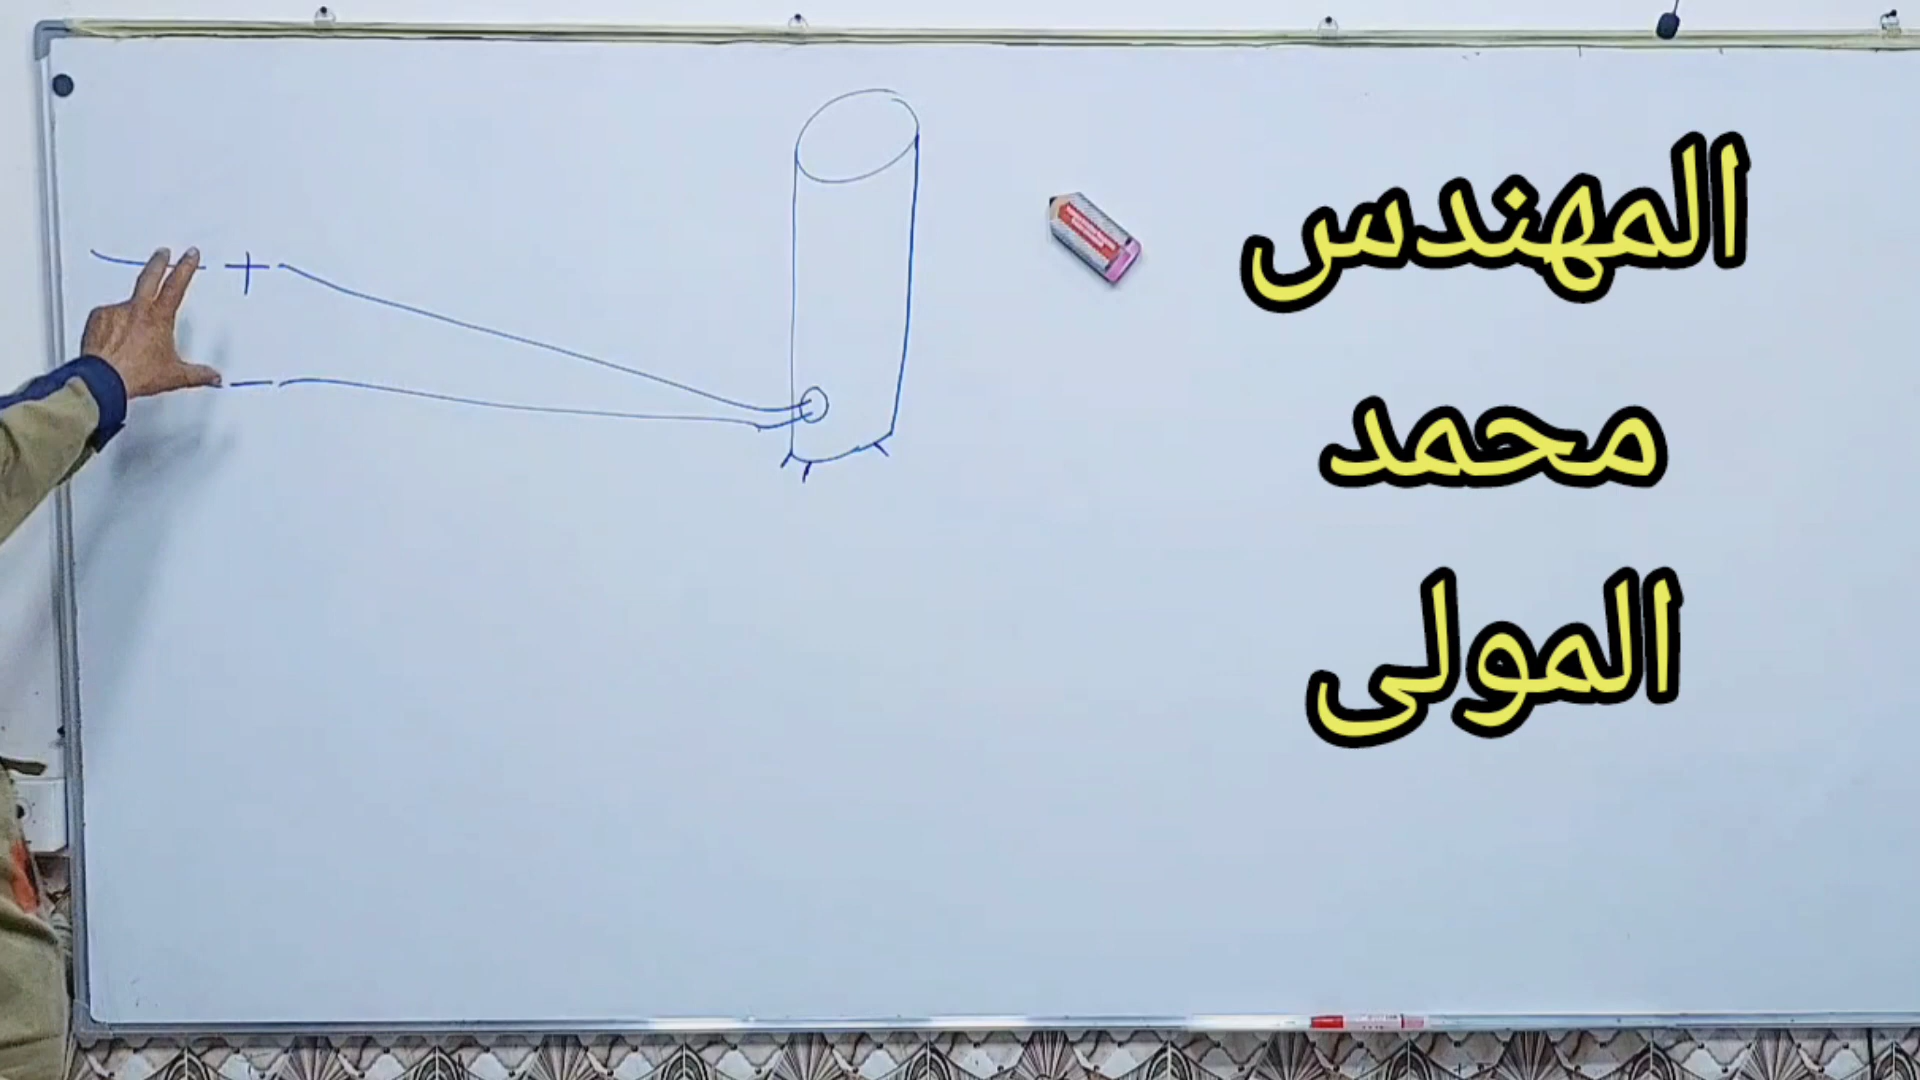 المهندس
محمد
المولى
+
-